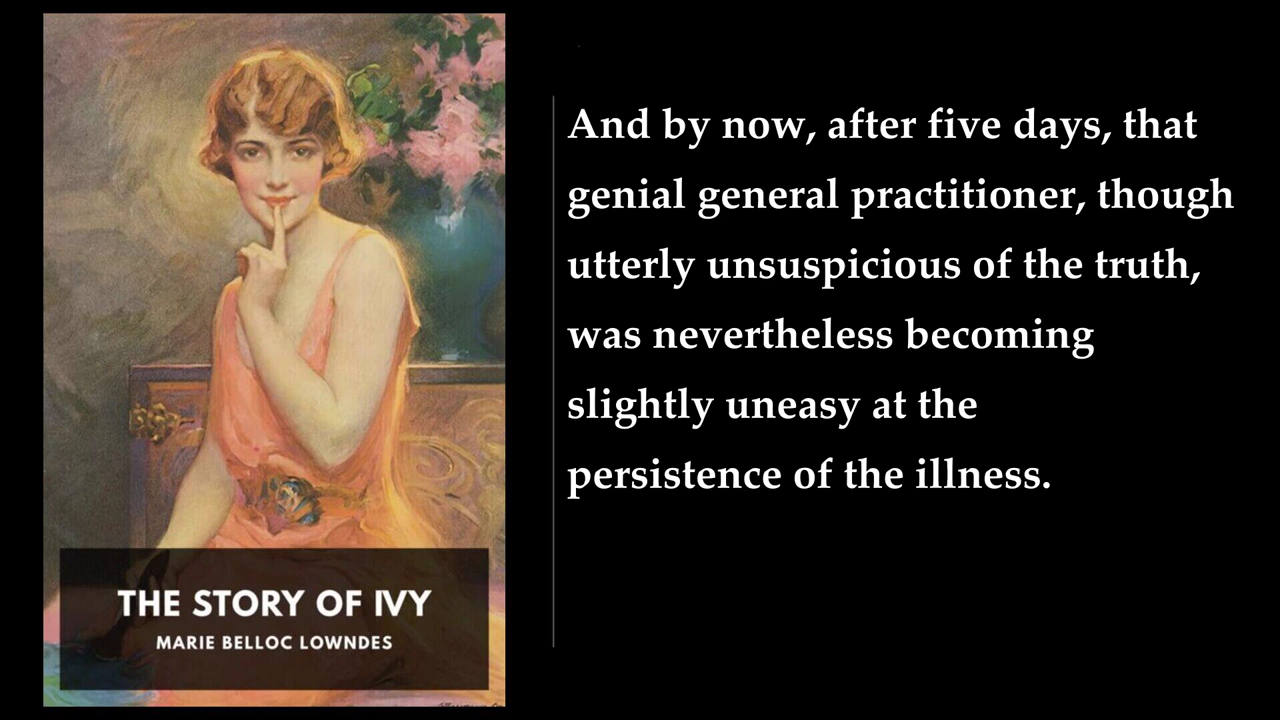 And by now, after five days, that
genial general practitioner, though
utterly unsuspicious of the truth,
was nevertheless becoming
slightly uneasy at the
persistence of the illness.
THE STORY OF IVY
MARIE BELLOC LOWNDES